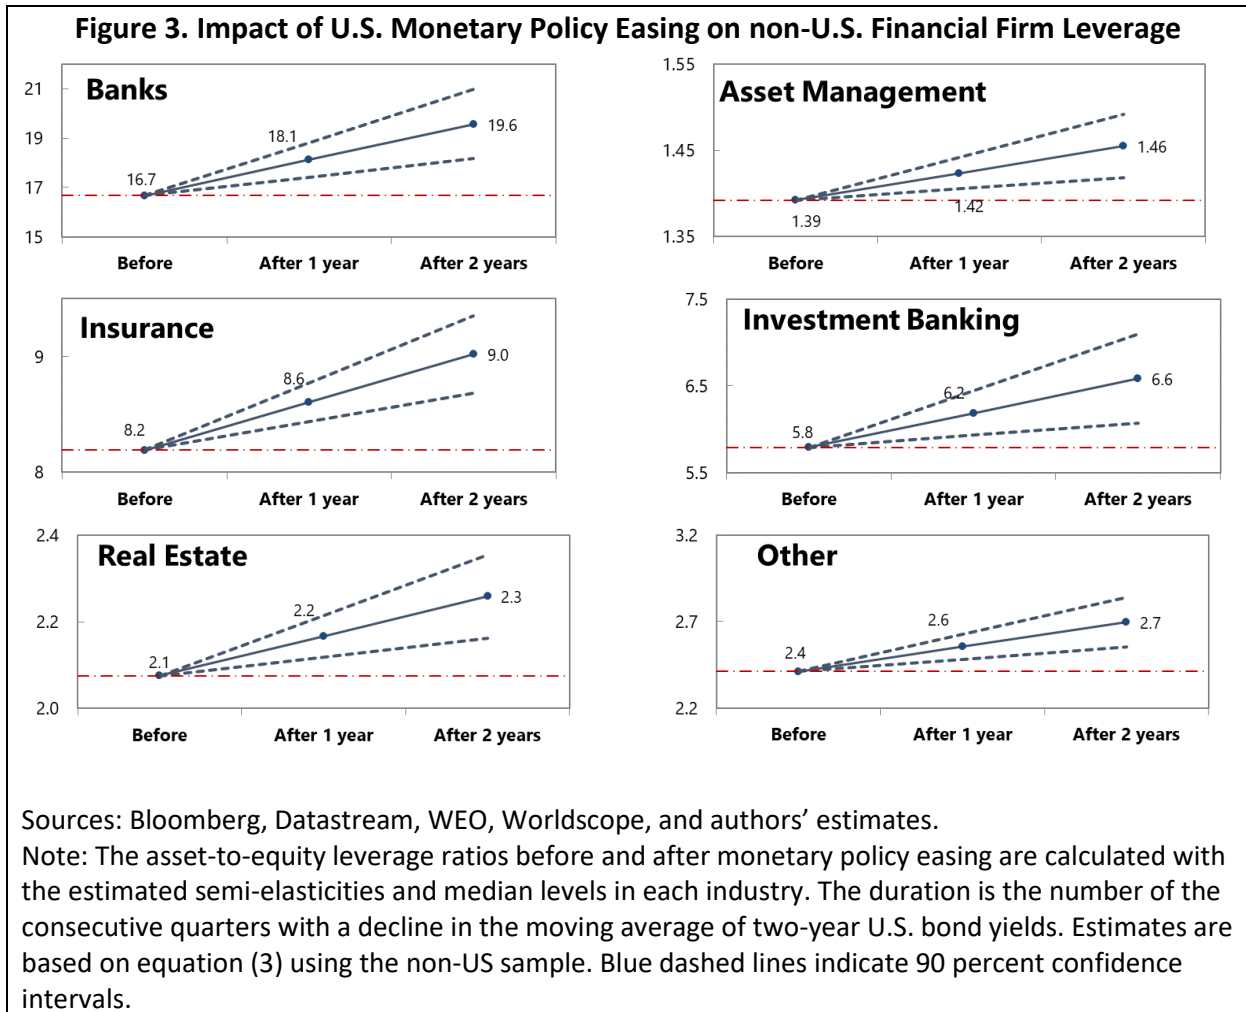 Figure 3. Impact of U.S. Monetary Policy Easing on non-U.S. Financial Firm Leverage
Banks
21
19
17
15
16.7
18.1
19.6
Before
After 1 year
After 2 years
Asset Management
1.55
1.45
1.35
1.39
1.42
1.46
Before
After 1 year
After 2 years
Insurance
9
8
8.2
8.6
9.0
Before
After 1 year
After 2 years
Investment Banking
7.5
6.5
5.5
5.8
6.2
6.6
Before
After 1 year
After 2 years
Real Estate
2.4
2.2
2.0
2.1
2.2
2.3
Before
After 1 year
After 2 years
Other
3.2
2.7
2.2
2.4
2.6
2.7
Before
After 1 year
After 2 years
Sources: Bloomberg, Datastream, WEO, Worldscope, and authors’ estimates.
Note: The asset-to-equity leverage ratios before and after monetary policy easing are calculated with
the estimated semi-elasticities and median levels in each industry. The duration is the number of the
consecutive quarters with a decline in the moving average of two-year U.S. bond yields. Estimates are
based on equation (3) using the non-US sample. Blue dashed lines indicate 90 percent confidence
intervals.